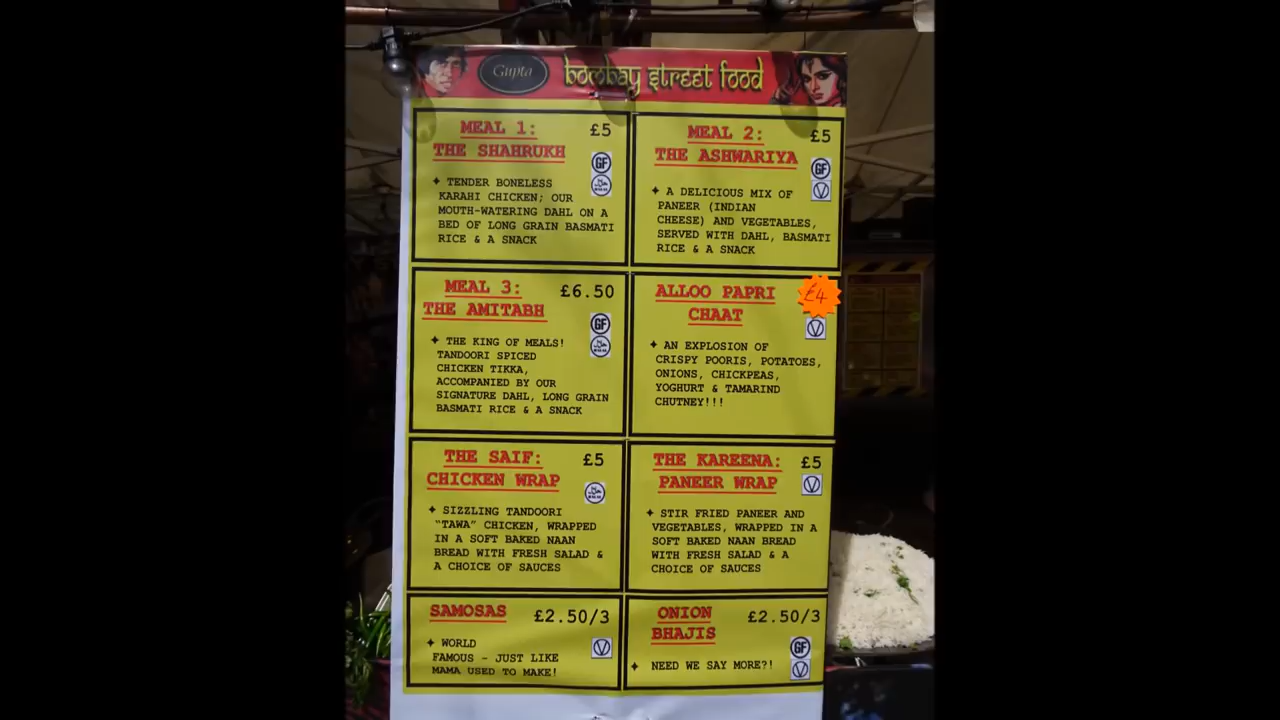 Gupta
bombay street food
MEAL 1:
THE SHAHRUKH
£5
GF
✦ TENDER BONELESS
KARAHI CHICKEN; OUR
MOUTH-WATERING DAHL ON A
BED OF LONG GRAIN BASMATI
RICE & A SNACK
MEAL 2:
THE ASHWARIYA
£5
GF
V
✦ A DELICIOUS MIX OF
PANEER (INDIAN
CHEESE) AND VEGETABLES,
SERVED WITH DAHL, BASMATI
RICE & A SNACK
MEAL 3:
THE AMITABH
£6.50
GF
✦ THE KING OF MEALS!
TANDOORI SPICED
CHICKEN TIKKA,
ACCOMPANIED BY OUR
SIGNATURE DAHL, LONG GRAIN
BASMATI RICE & A SNACK
ALLOO PAPRI
CHAAT
£4
V
✦ AN EXPLOSION OF
CRISPY POORIS, POTATOES,
ONIONS, CHICKPEAS,
YOGHURT & TAMARIND
CHUTNEY!!!
THE SAIF:
CHICKEN WRAP
£5
✦ SIZZLING TANDOORI
"TAWA" CHICKEN, WRAPPED
IN A SOFT BAKED NAAN
BREAD WITH FRESH SALAD &
A CHOICE OF SAUCES
THE KAREENA:
PANEER WRAP
£5
V
✦ STIR FRIED PANEER AND
VEGETABLES, WRAPPED IN A
SOFT BAKED NAAN BREAD
WITH FRESH SALAD & A
CHOICE OF SAUCES
SAMOSAS
£2.50/3
V
✦ WORLD
FAMOUS - JUST LIKE
MAMA USED TO MAKE!
ONION
BHAJIS
£2.50/3
GF
V
✦ NEED WE SAY MORE?!